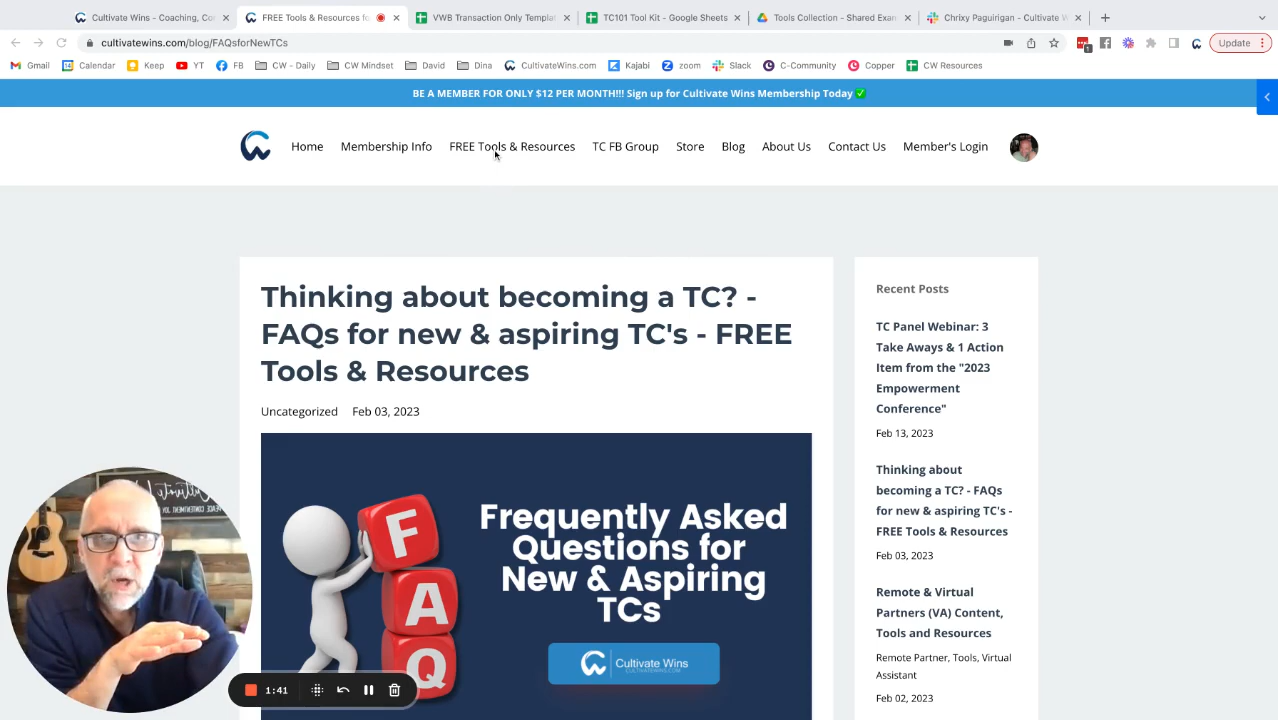 Cultivate Wins - Coaching, Co
FREE Tools & Resources fo
VWB Transaction Only Templat
TC101 Tool Kit - Google Sheets
Tools Collection - Shared Exa
Chrixy Paguirigan - Cultivate W
cultivatewins.com/blog/FAQsforNewTCs
1
Update
Gmail
Calendar
Keep
YT
FB
CW - Daily
CW Mindset
David
Dina
CultivateWins.com
Kajabi
zoom
Slack
C-Community
Copper
CW Resources
BE A MEMBER FOR ONLY $12 PER MONTH!!! Sign up for Cultivate Wins Membership Today ✅
Home
Membership Info
FREE Tools & Resources
TC FB Group
Store
Blog
About Us
Contact Us
Member's Login
Thinking about becoming a TC? -
FAQs for new & aspiring TC's - FREE
Tools & Resources
Uncategorized
Feb 03, 2023
F
A
Q
Frequently Asked
Questions for
New & Aspiring
TCs
Cultivate Wins
CULTIVATEWINS.COM
Recent Posts
TC Panel Webinar: 3
Take Aways & 1 Action
Item from the "2023
Empowerment
Conference"
Feb 13, 2023
Thinking about
becoming a TC? - FAQs
for new & aspiring TC's -
FREE Tools & Resources
Feb 03, 2023
Remote & Virtual
Partners (VA) Content,
Tools and Resources
Remote Partner, Tools, Virtual
Assistant
Feb 02, 2023
1:41